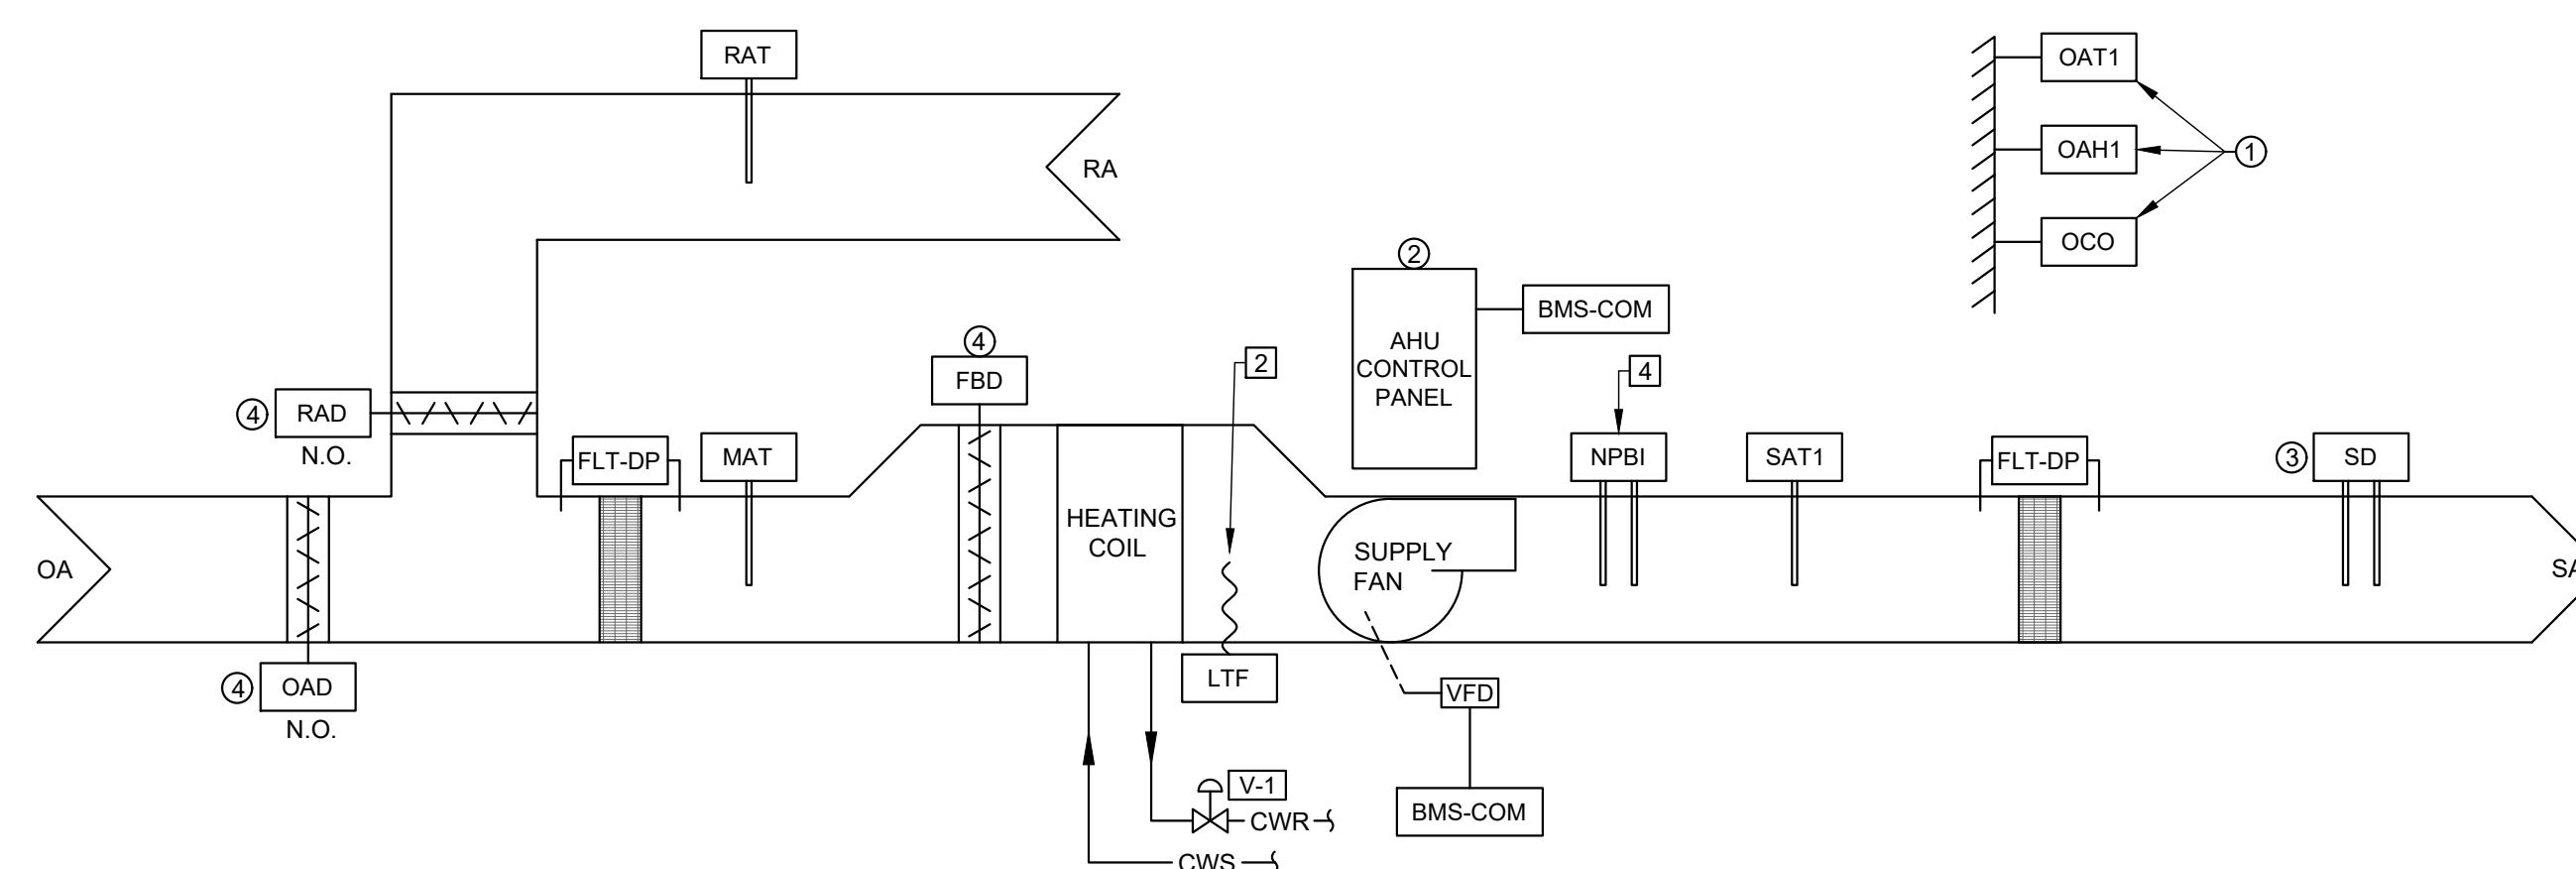 RAT
OAT1
OAH1
1
OCO
RA
2
BMS-COM
AHU
CONTROL
PANEL
4
FBD
2
4
4
RAD
N.O.
FLT-DP
MAT
NPBI
SAT1
FLT-DP
3
SD
OA
HEATING
COIL
SUPPLY
FAN
SA
4
OAD
N.O.
LTF
VFD
V-1
CWR
BMS-COM
CWS